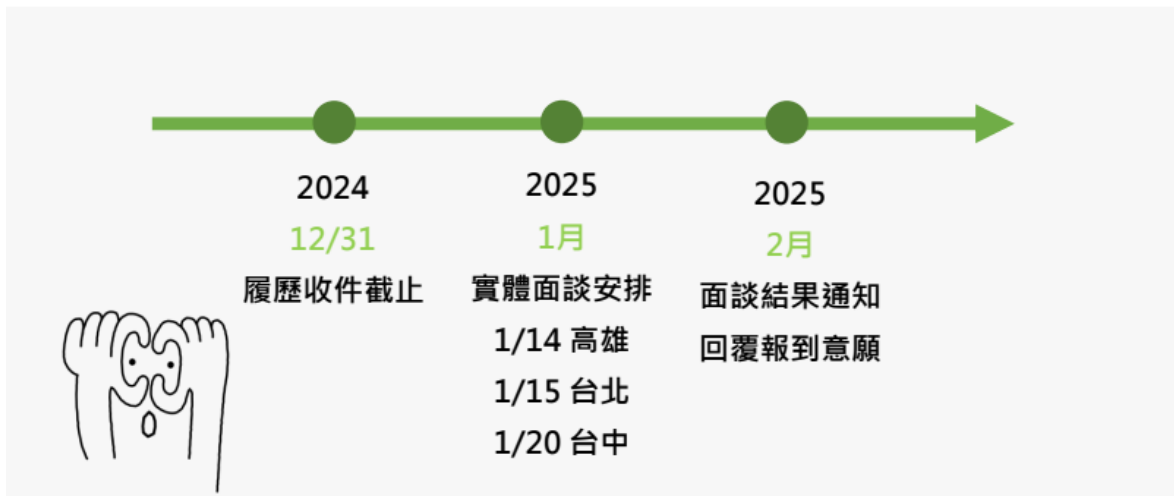 2024
12/31
履歷收件截止
2025
1月
實體面談安排
1/14 高雄
1/15 台北
1/20 台中
2025
2月
面談結果通知
回覆報到意願